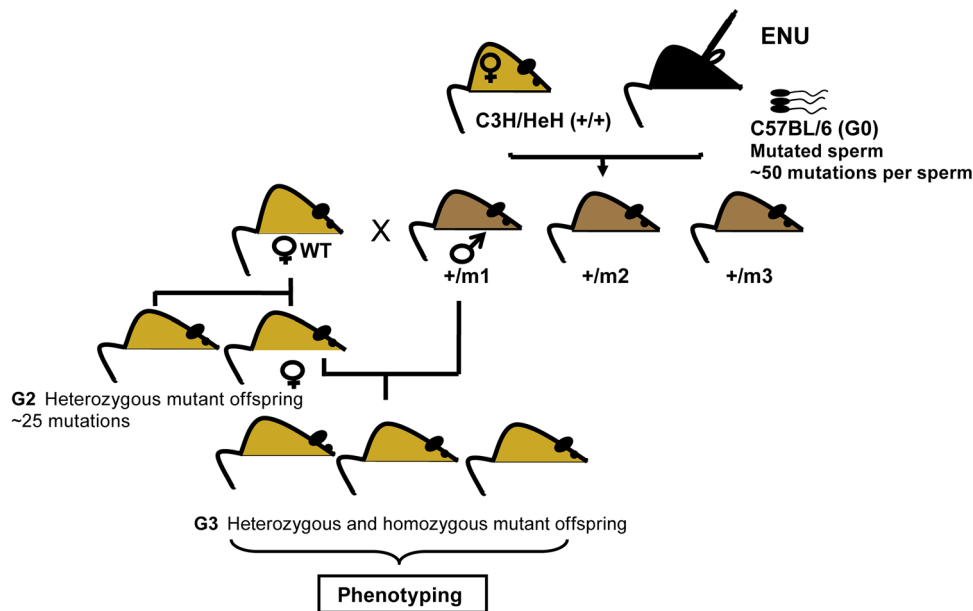 ENU
C3H/HeH (+/+)
C57BL/6 (G0)
Mutated sperm
~50 mutations per sperm
WT
X
+/m1
+/m2
+/m3
G2 Heterozygous mutant offspring
~25 mutations
G3 Heterozygous and homozygous mutant offspring
Phenotyping